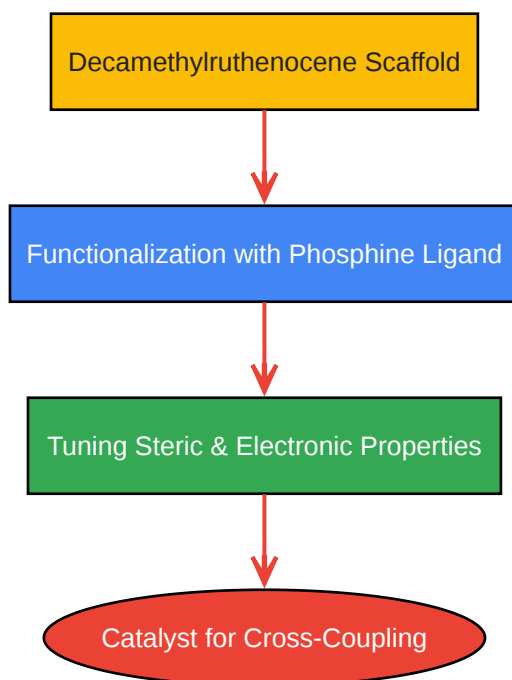 Decamethylruthenocene Scaffold
Functionalization with Phosphine Ligand
Tuning Steric & Electronic Properties
Catalyst for Cross-Coupling